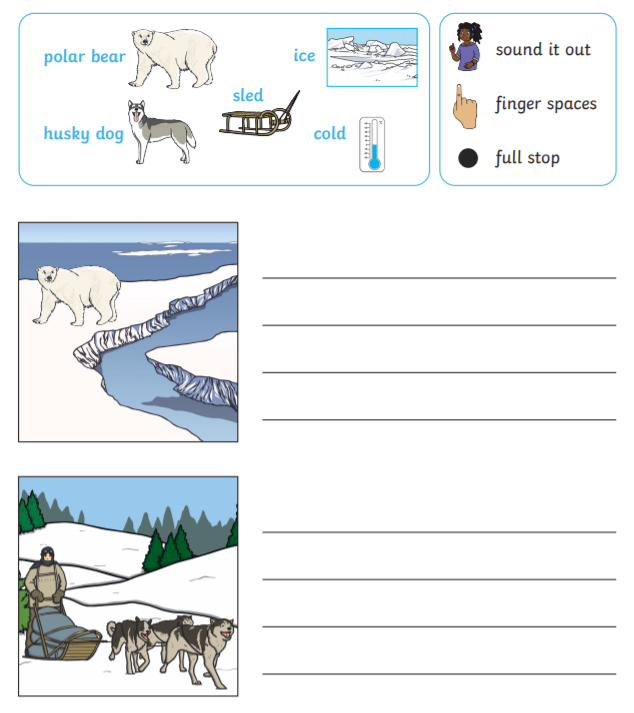 polar bear
ice
sled
husky dog
cold
sound it out
finger spaces
full stop